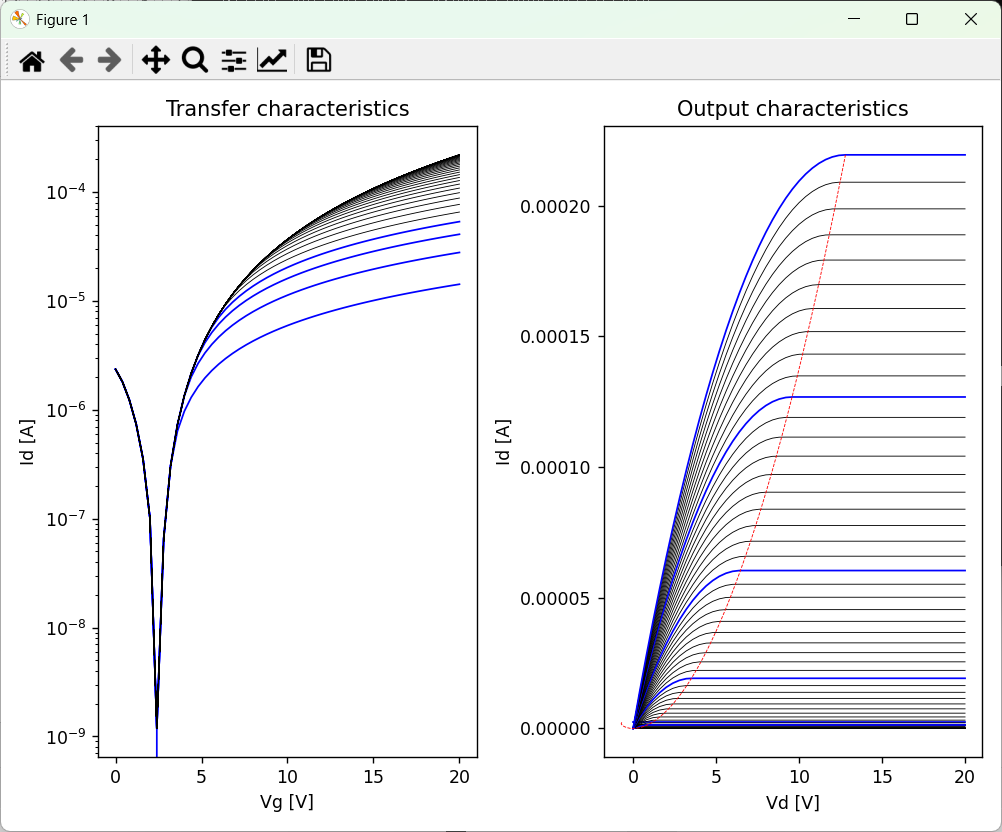 Figure 1
Transfer characteristics
10⁻⁴
10⁻⁵
10⁻⁶
10⁻⁷
10⁻⁸
10⁻⁹
Id [A]
0 5 10 15 20
Vg [V]
Output characteristics
0.00020
0.00015
0.00010
0.00005
0.00000
Id [A]
0 5 10 15 20
Vd [V]